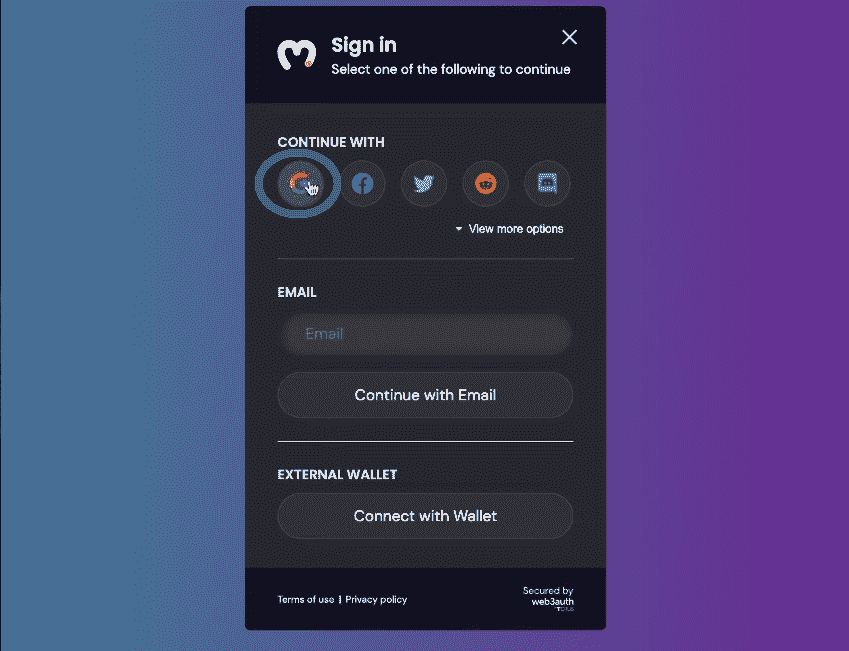 Sign in
Select one of the following to continue
CONTINUE WITH
View more options
EMAIL
Email
Continue with Email
EXTERNAL WALLET
Connect with Wallet
Terms of use | Privacy policy
Secured by
web3auth